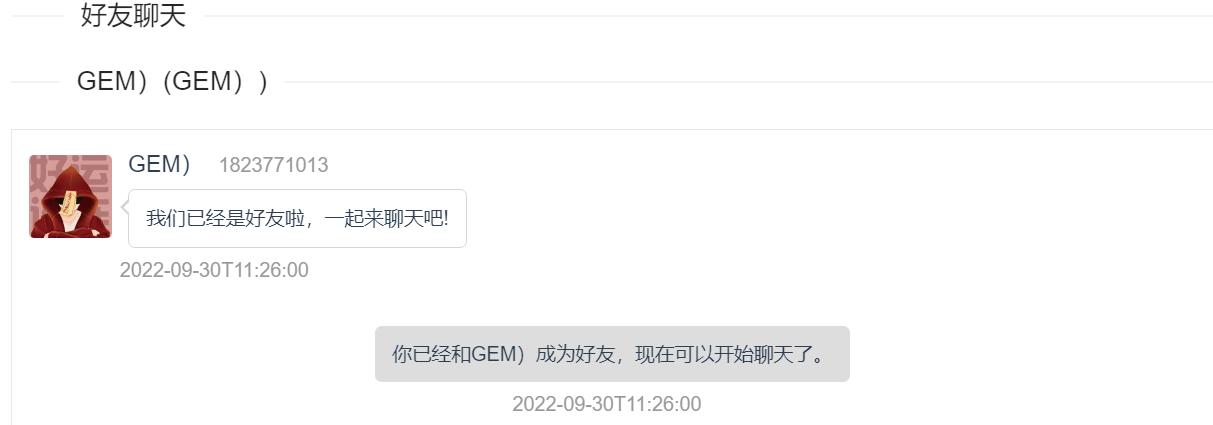 好友聊天
GEM）(GEM））
GEM） 1823771013
我们已经是好友啦，一起来聊天吧!
2022-09-30T11:26:00
你已经和GEM）成为好友，现在可以开始聊天了。
2022-09-30T11:26:00